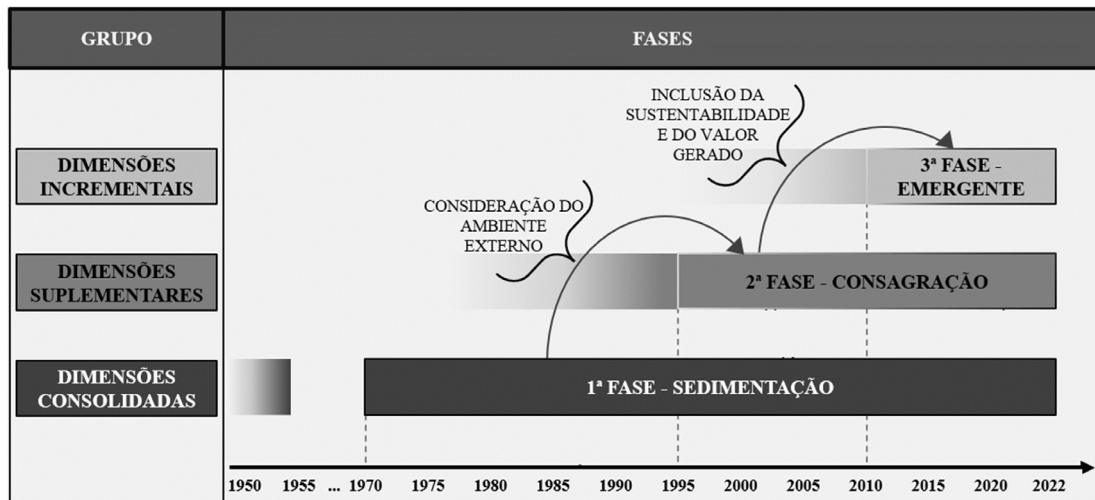 GRUPO
FASES
INCLUSÃO DA
SUSTENTABILIDADE
E DO VALOR
GERADO
DIMENSÕES
INCREMENTAIS
3ª FASE -
EMERGENTE
CONSIDERAÇÃO DO
AMBIENTE
EXTERNO
DIMENSÕES
SUPLEMENTARES
2ª FASE - CONSAGRAÇÃO
DIMENSÕES
CONSOLIDADAS
1ª FASE - SEDIMENTAÇÃO
1950 1955 ... 1970 1975 1980 1985 1990 1995 2000 2005 2010 2020 2022